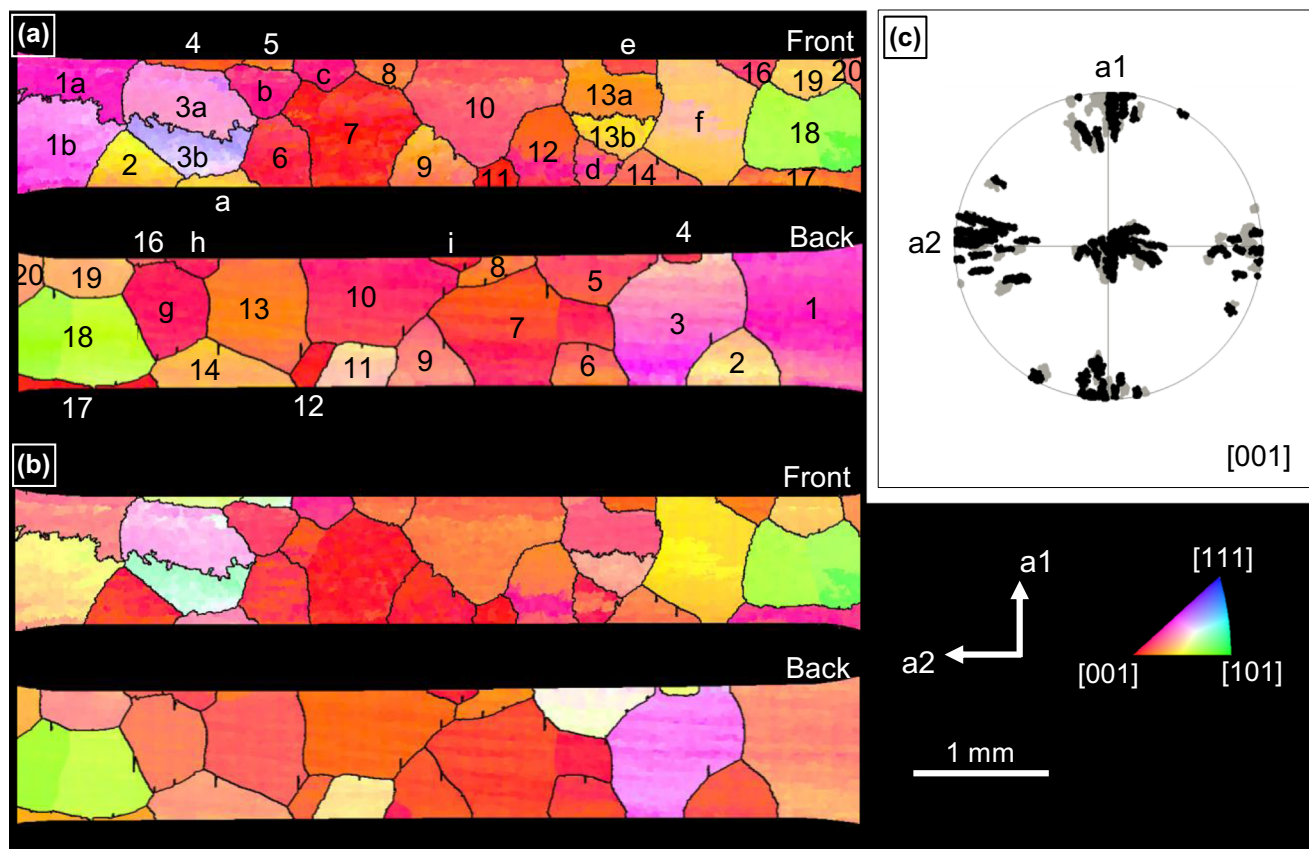 (a)
4 5 e Front
1a 3a b c 8 10 13a 16 19 20
1b 2 3b 6 7 9 11 12 13b d 14 f 18 17
a
16 h i 4 Back
20 19 18 g 13 14 10 11 9 8 7 5 6 3 2 1
17 12
(b)
Front
Back
(c)
a1
a2
[001]
a1
a2
[111]
[001] [101]
1 mm